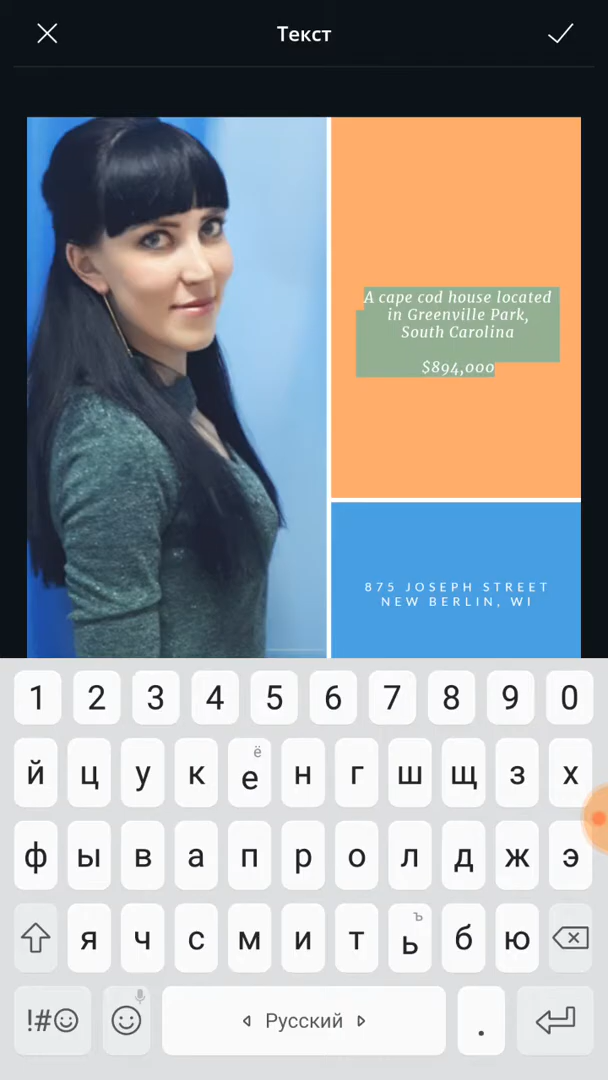 Текст
A cape cod house located
in Greenville Park,
South Carolina
$894,000
875 JOSEPH STREET
NEW BERLIN, WI
1 2 3 4 5 6 7 8 9 0
ё
й ц у к е н г ш щ з х
ф ы в а п р о л д ж э
ъ
я ч с м и т ь б ю
!#☺ Русский .